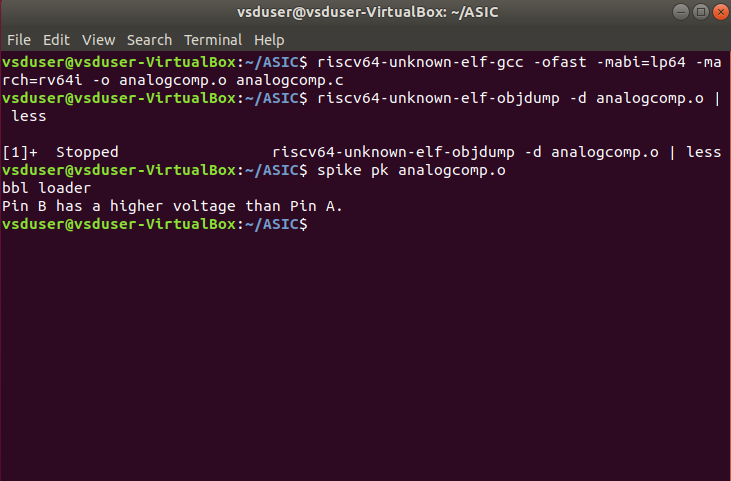 vsduser@vsduser-VirtualBox: ~/ASIC
File Edit View Search Terminal Help
vsduser@vsduser-VirtualBox:~/ASIC$ riscv64-unknown-elf-gcc -ofast -mabi=lp64 -ma
rch=rv64i -o analogcomp.o analogcomp.c
vsduser@vsduser-VirtualBox:~/ASIC$ riscv64-unknown-elf-objdump -d analogcomp.o |
 less
[1]+  Stopped                 riscv64-unknown-elf-objdump -d analogcomp.o | less
vsduser@vsduser-VirtualBox:~/ASIC$ spike pk analogcomp.o
bbl loader
Pin B has a higher voltage than Pin A.
vsduser@vsduser-VirtualBox:~/ASIC$